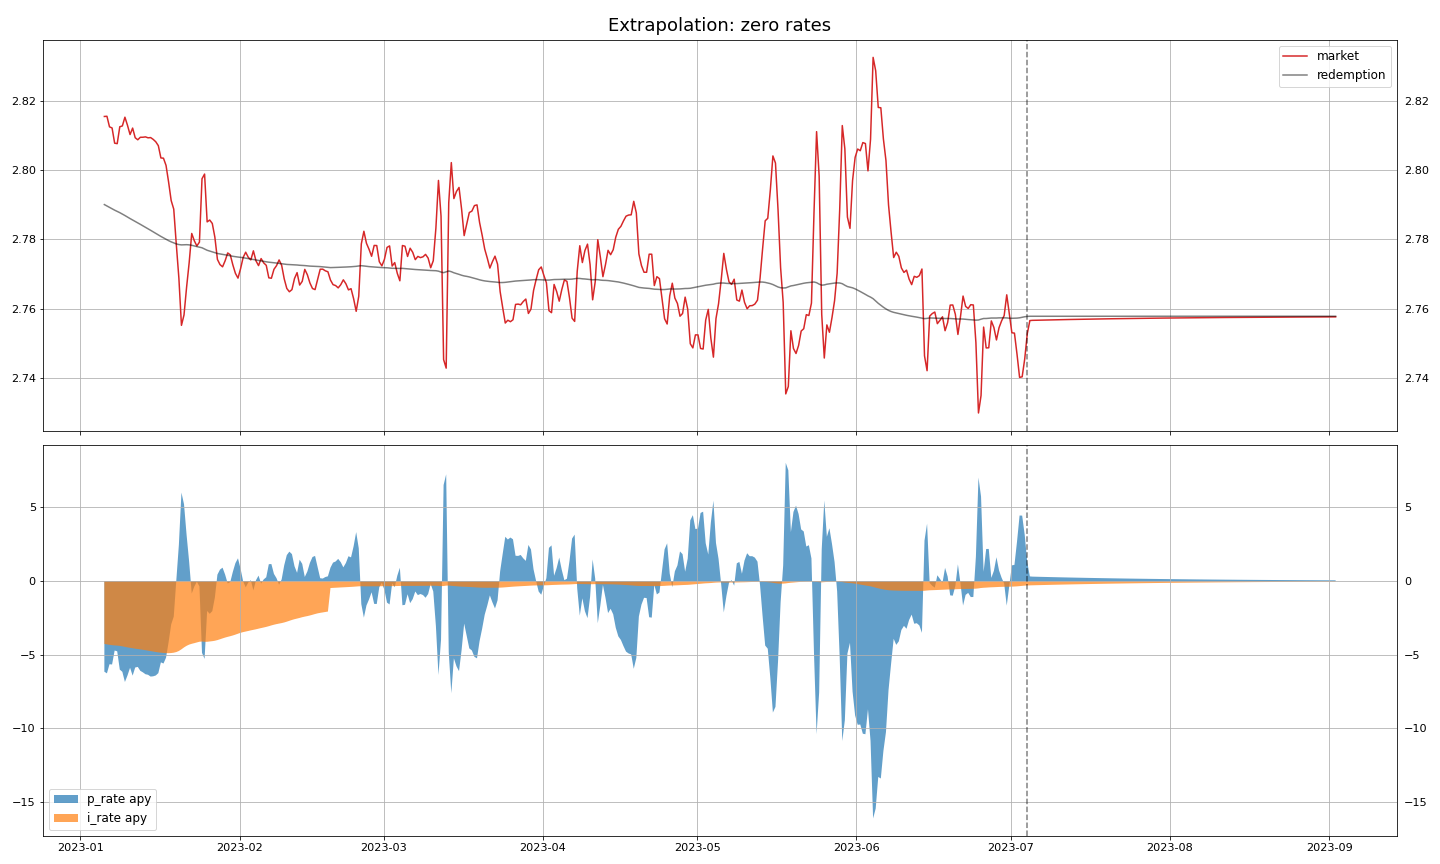 Extrapolation: zero rates
market
redemption
2.82 2.82
2.80 2.80
2.78 2.78
2.76 2.76
2.74 2.74
5 5
0 0
−5 −5
−10 −10
−15 −15
p_rate apy
i_rate apy
2023-01 2023-02 2023-03 2023-04 2023-05 2023-06 2023-07 2023-08 2023-09